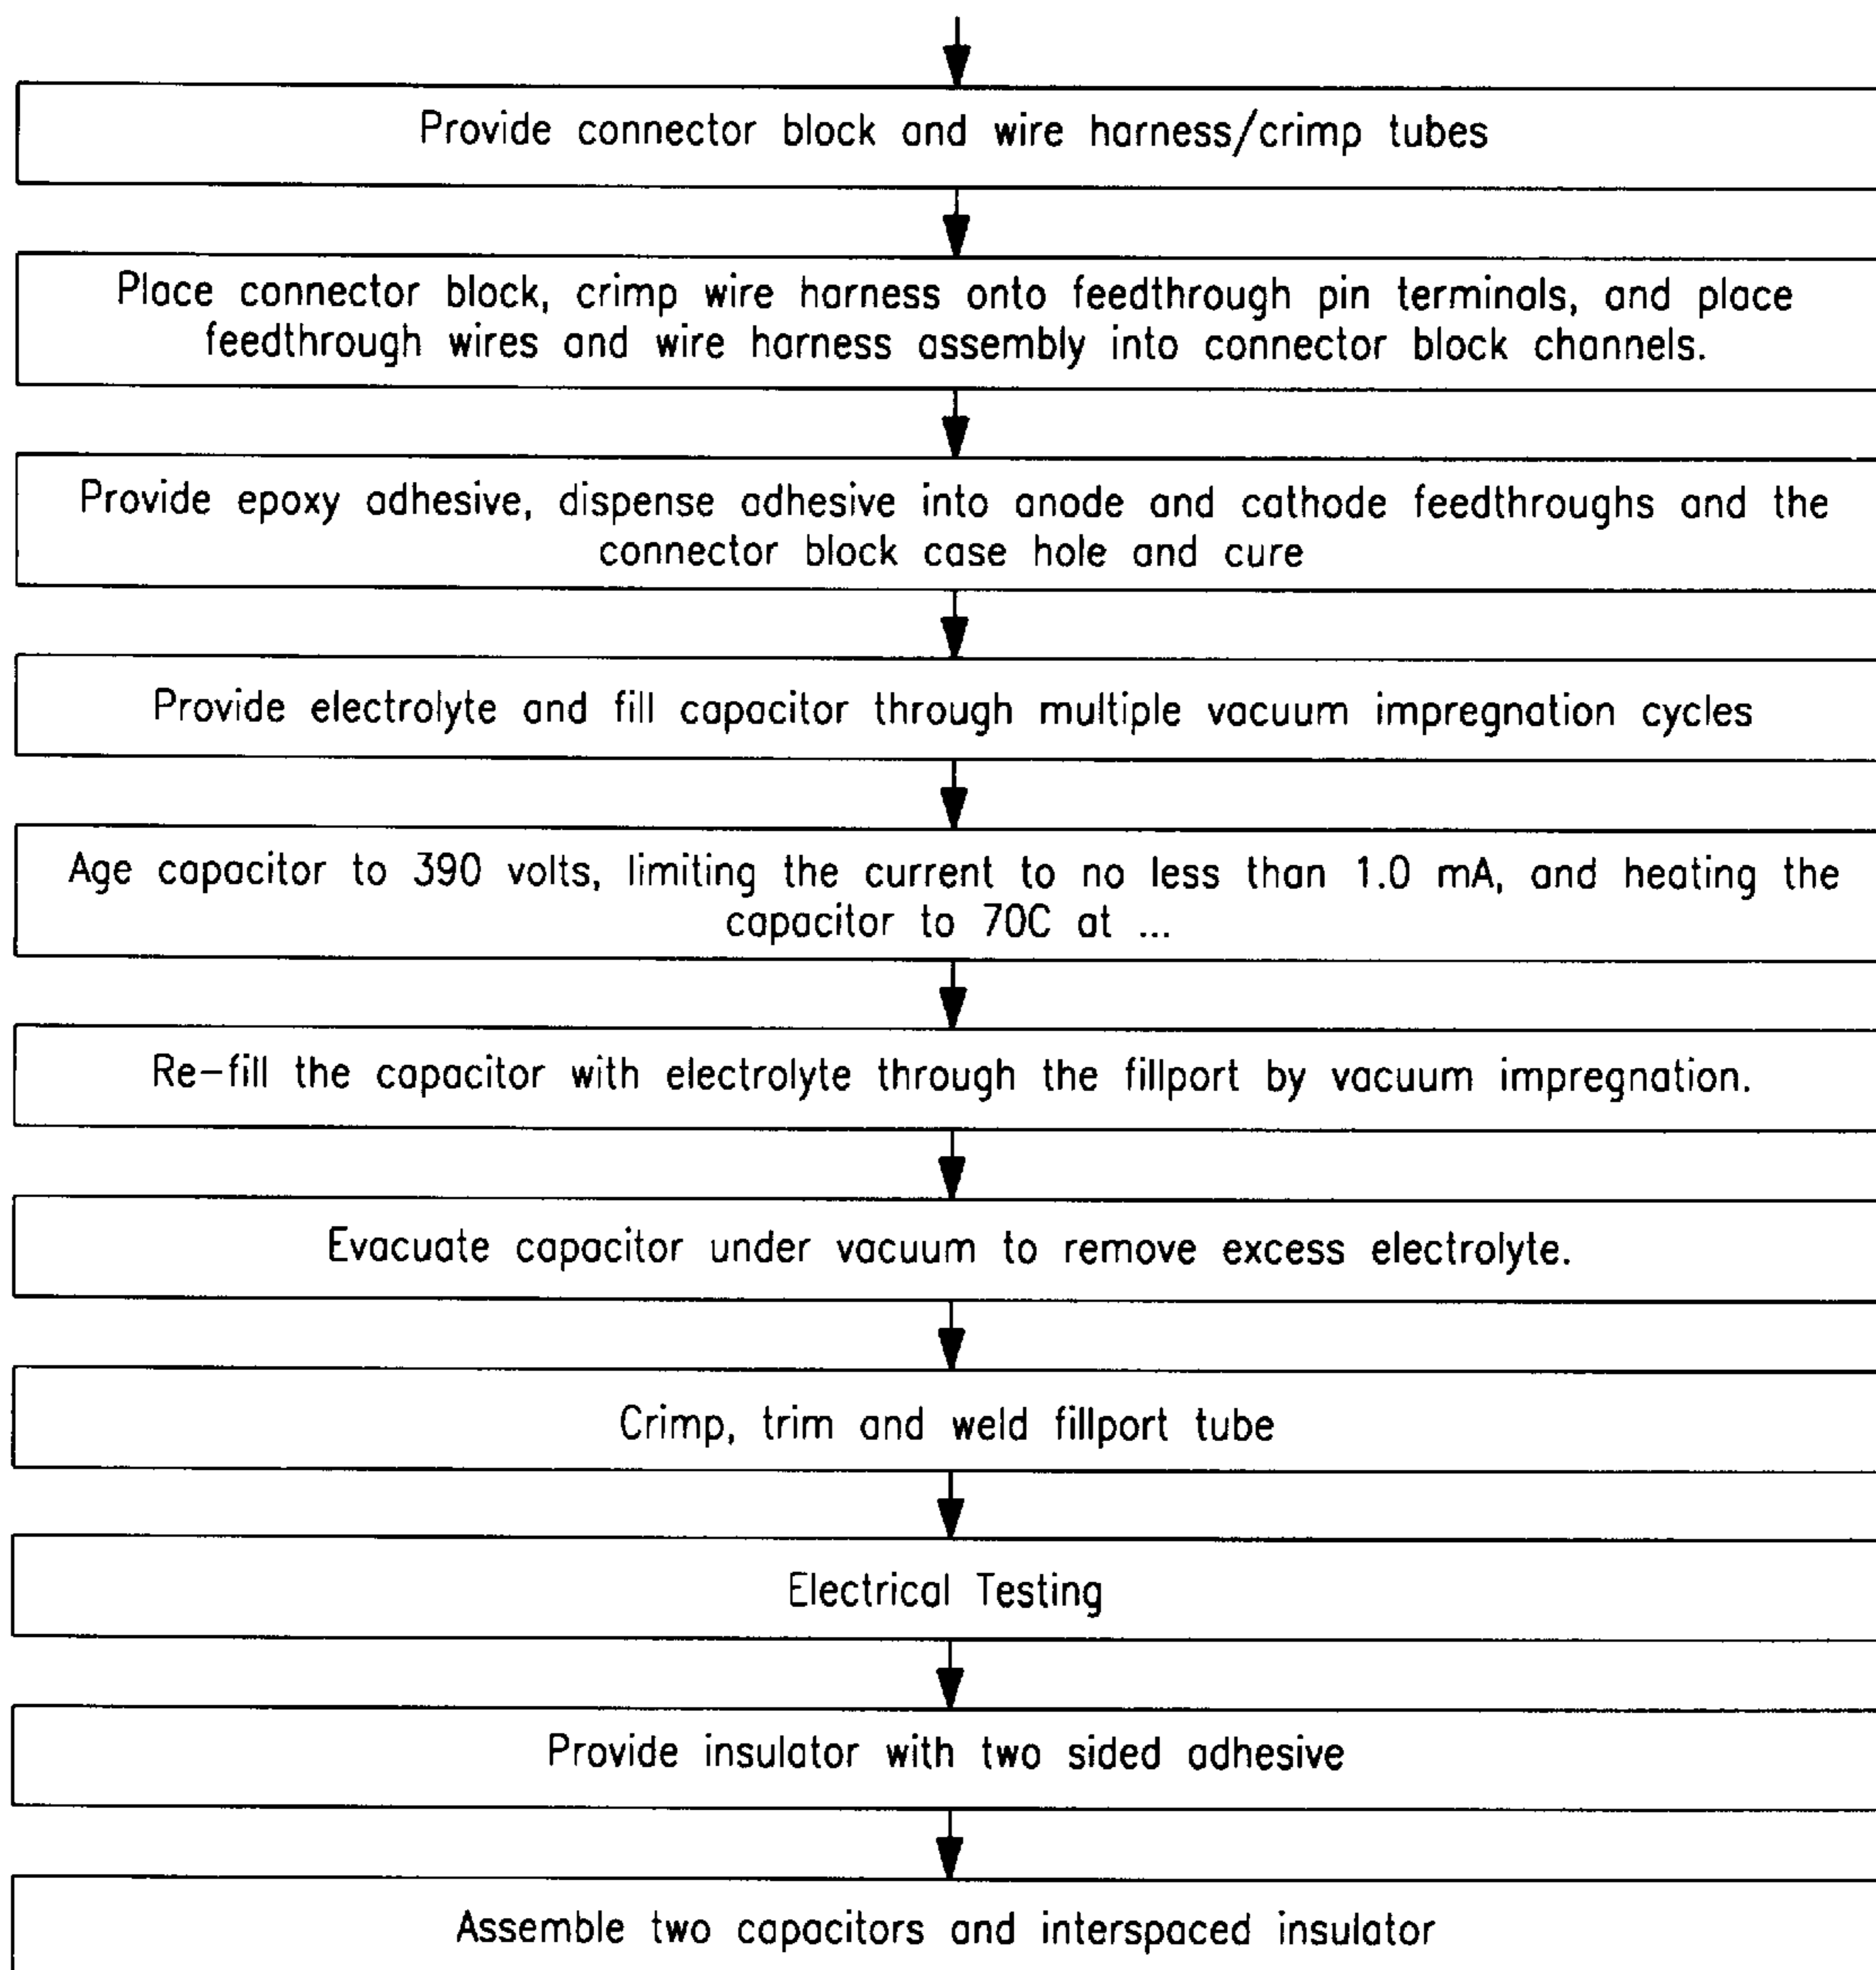 Provide connector block and wire harness/crimp tubes
Place connector block, crimp wire harness onto feedthrough pin terminals, and place
feedthrough wires and wire harness assembly into connector block channels.
Provide epoxy adhesive, dispense adhesive into anode and cathode feedthroughs and the
connector block case hole and cure
Provide electrolyte and fill capacitor through multiple vacuum impregnation cycles
Age capacitor to 390 volts, limiting the current to no less than 1.0 mA, and heating the
capacitor to 70C at ...
Re-fill the capacitor with electrolyte through the fillport by vacuum impregnation.
Evacuate capacitor under vacuum to remove excess electrolyte.
Crimp, trim and weld fillport tube
Electrical Testing
Provide insulator with two sided adhesive
Assemble two capacitors and interspaced insulator